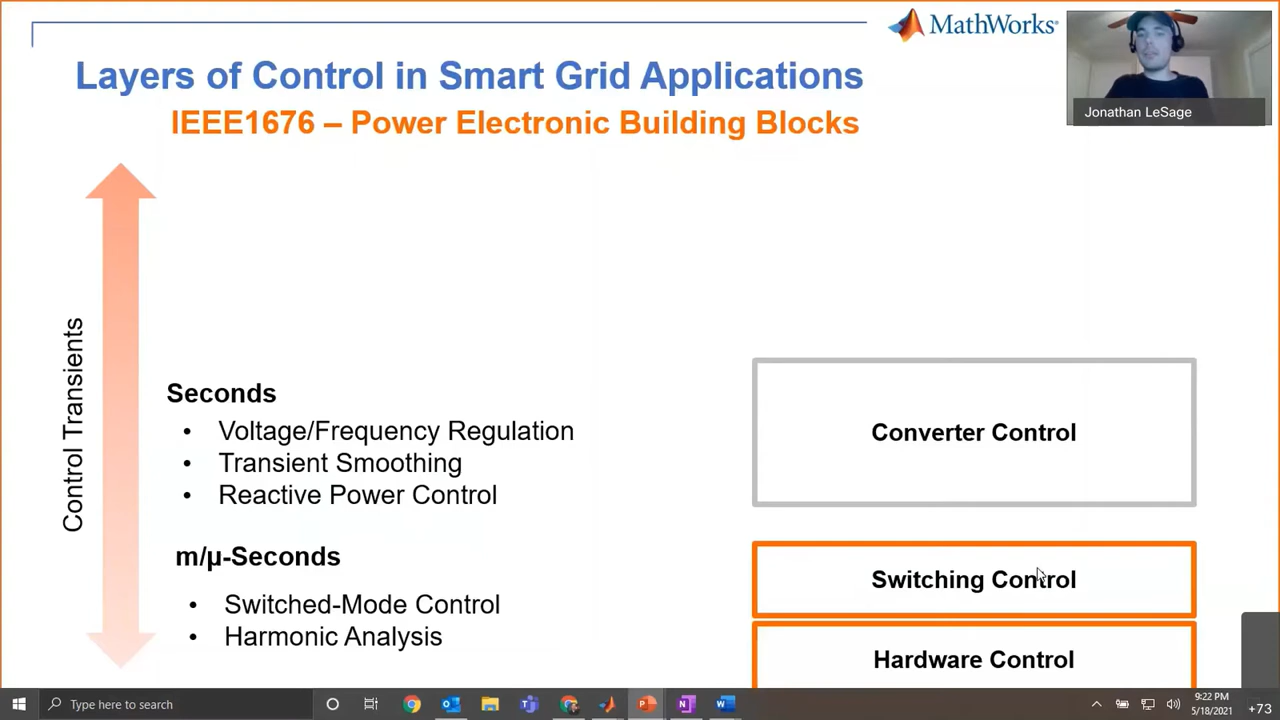 MathWorks®
Jonathan LeSage
Layers of Control in Smart Grid Applications
IEEE1676 – Power Electronic Building Blocks
Control Transients
Seconds
• Voltage/Frequency Regulation
• Transient Smoothing
• Reactive Power Control
Converter Control
m/μ-Seconds
• Switched-Mode Control
• Harmonic Analysis
Switching Control
Hardware Control
Type here to search
9:22 PM
5/18/2021
+73